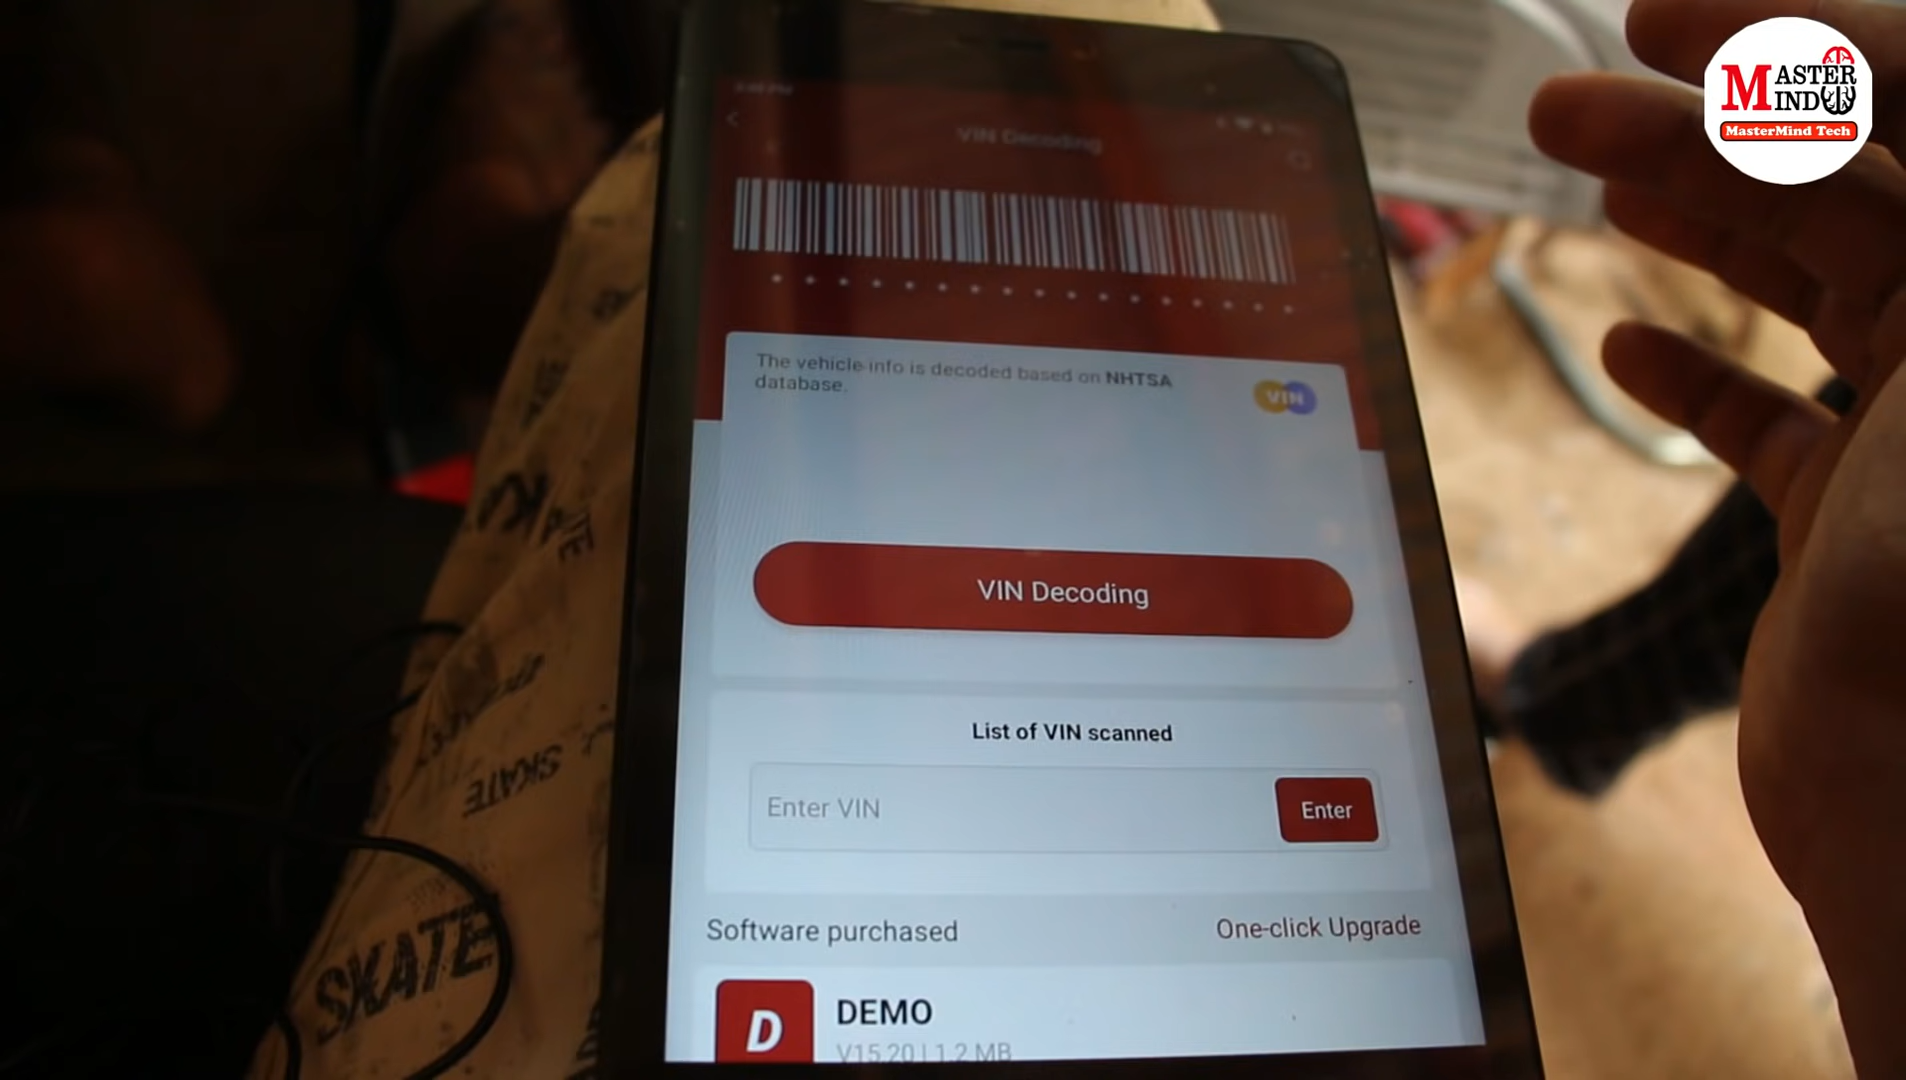 MASTER
MIND
MasterMind Tech
VIN Decoding
The vehicle info is decoded based on NHTSA
database.
VIN
VIN Decoding
List of VIN scanned
Enter VIN
Enter
Software purchased
One-click Upgrade
D
DEMO
V15.20 | 1.2 MB
SKATE
SKATE